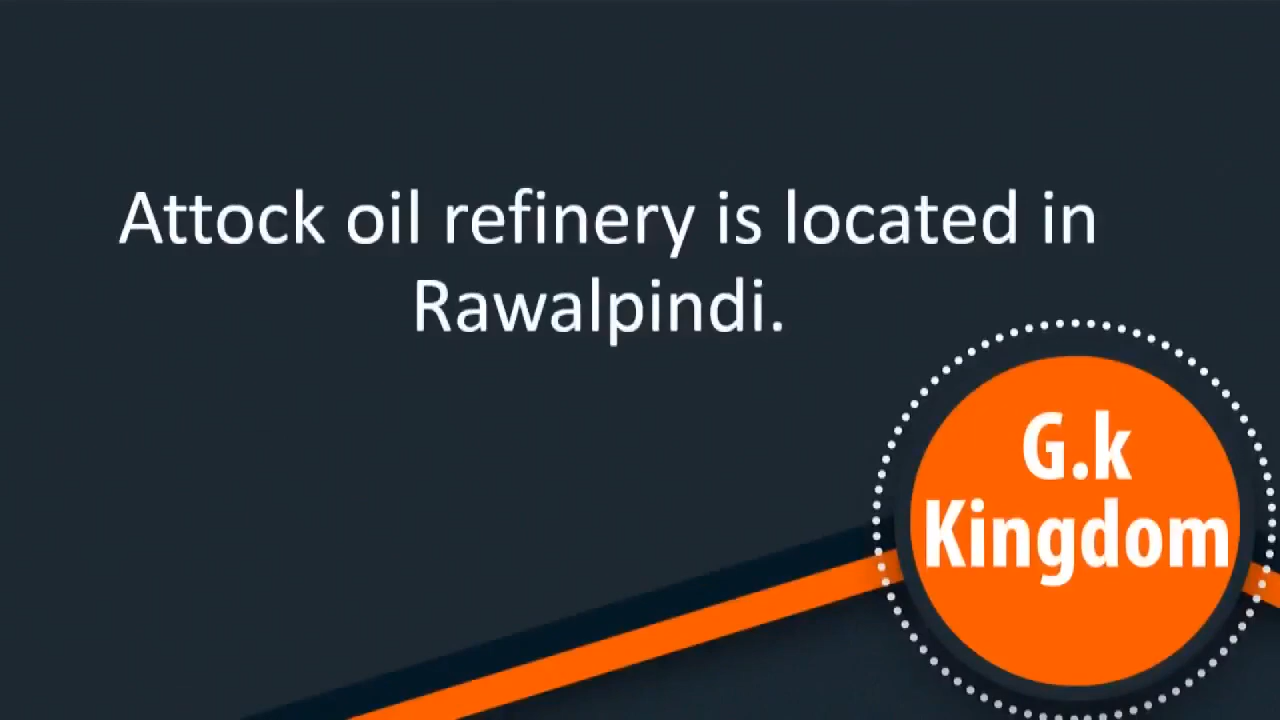 Attock oil refinery is located in
Rawalpindi.
G.k
Kingdom